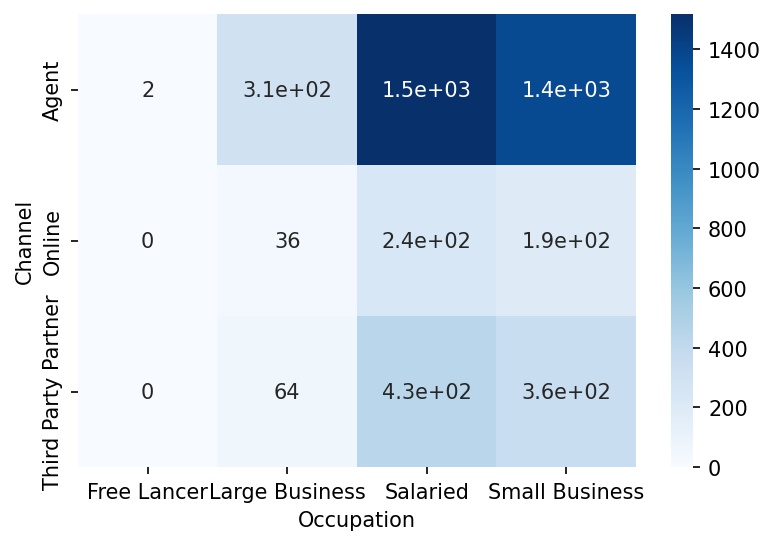 Channel
Agent
Online
Third Party Partner
2 3.1e+02 1.5e+03 1.4e+03
0 36 2.4e+02 1.9e+02
0 64 4.3e+02 3.6e+02
Free Lancer Large Business Salaried Small Business
Occupation
1400
1200
1000
800
600
400
200
0